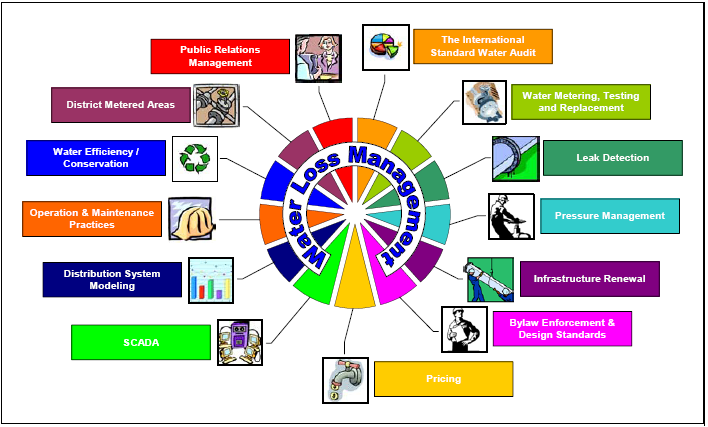 Public Relations
Management
The International
Standard Water Audit
District Metered Areas
Water Metering, Testing
and Replacement
Water Efficiency /
Conservation
Leak Detection
Water Loss Management
Operation & Maintenance
Practices
Pressure Management
Distribution System
Modeling
Infrastructure Renewal
SCADA
Bylaw Enforcement &
Design Standards
Pricing